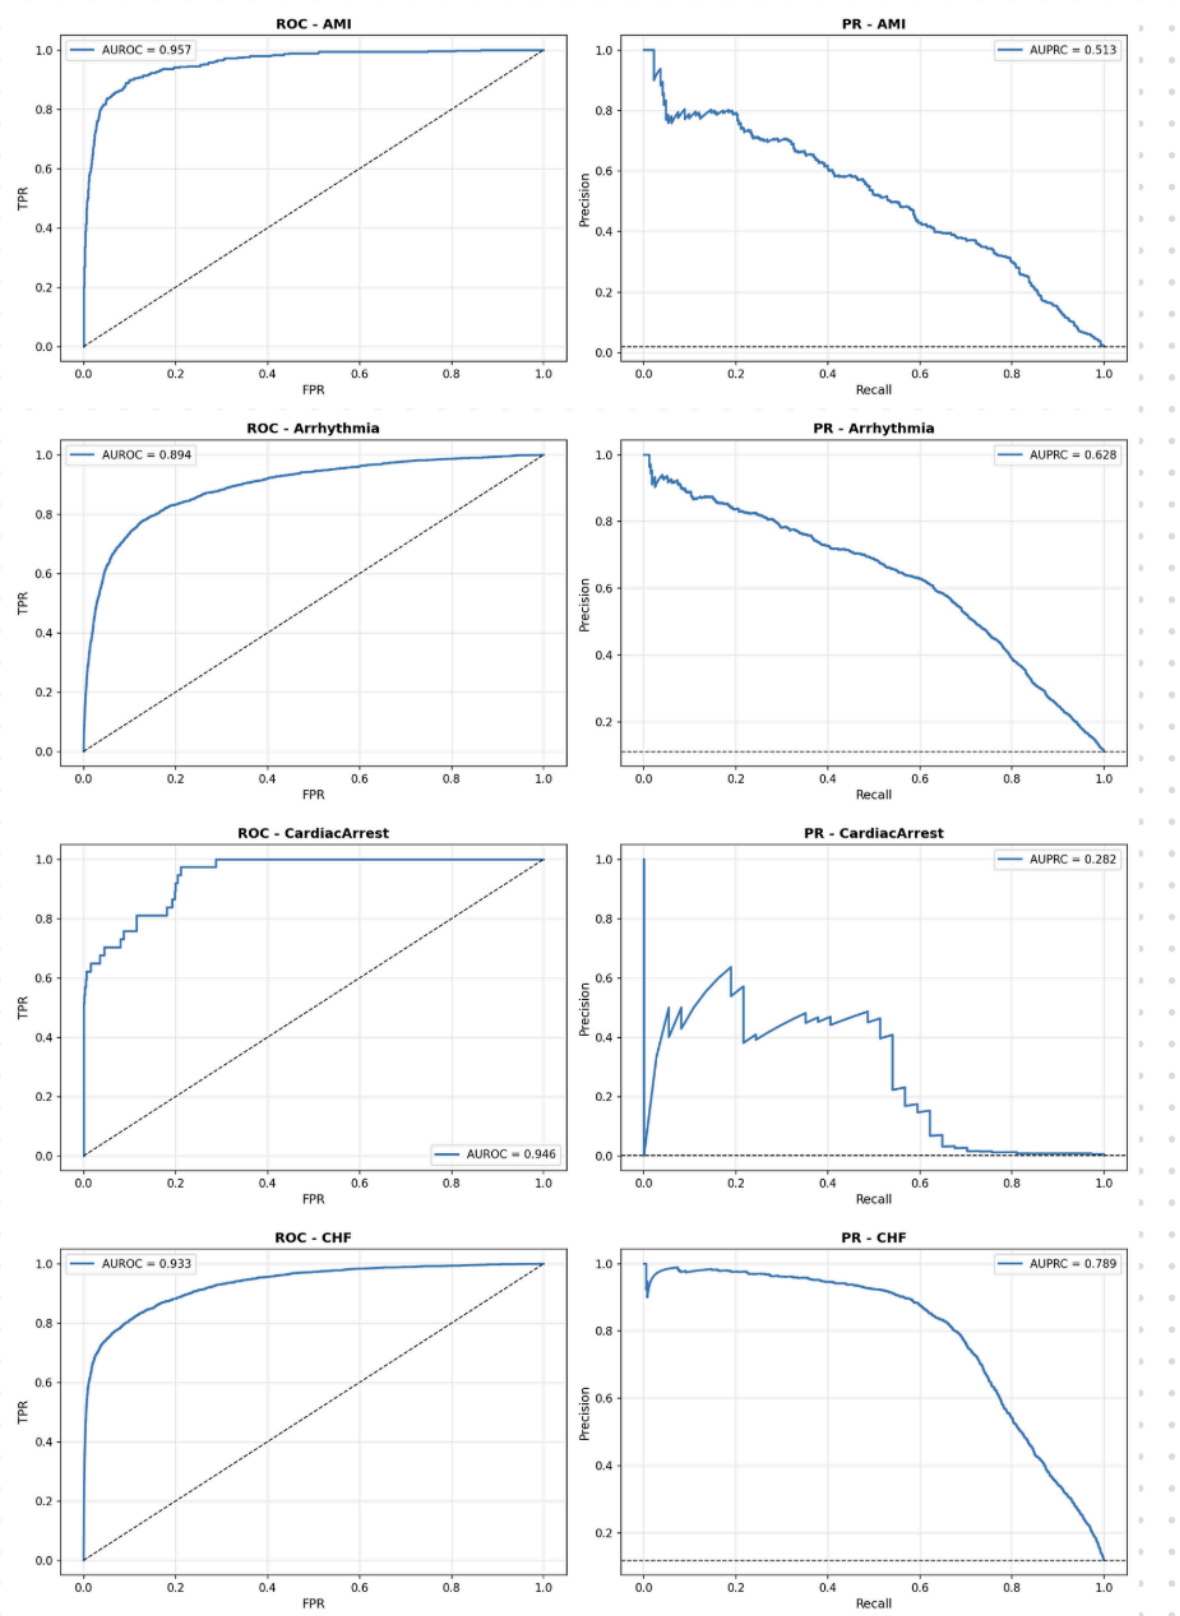 ROC - AMI
AUROC = 0.957
1.0
0.8
0.6
0.4
0.2
0.0
TPR
0.0 0.2 0.4 0.6 0.8 1.0
FPR
PR - AMI
AUPRC = 0.513
1.0
0.8
0.6
0.4
0.2
0.0
Precision
0.0 0.2 0.4 0.6 0.8 1.0
Recall
ROC - Arrhythmia
AUROC = 0.894
1.0
0.8
0.6
0.4
0.2
0.0
TPR
0.0 0.2 0.4 0.6 0.8 1.0
FPR
PR - Arrhythmia
AUPRC = 0.628
1.0
0.8
0.6
0.4
0.2
Precision
0.0 0.2 0.4 0.6 0.8 1.0
Recall
ROC - CardiacArrest
1.0
0.8
0.6
0.4
0.2
0.0
TPR
AUROC = 0.946
0.0 0.2 0.4 0.6 0.8 1.0
FPR
PR - CardiacArrest
AUPRC = 0.282
1.0
0.8
0.6
0.4
0.2
0.0
Precision
0.0 0.2 0.4 0.6 0.8 1.0
Recall
ROC - CHF
AUROC = 0.933
1.0
0.8
0.6
0.4
0.2
0.0
TPR
0.0 0.2 0.4 0.6 0.8 1.0
FPR
PR - CHF
AUPRC = 0.789
1.0
0.8
0.6
0.4
0.2
Precision
0.0 0.2 0.4 0.6 0.8 1.0
Recall